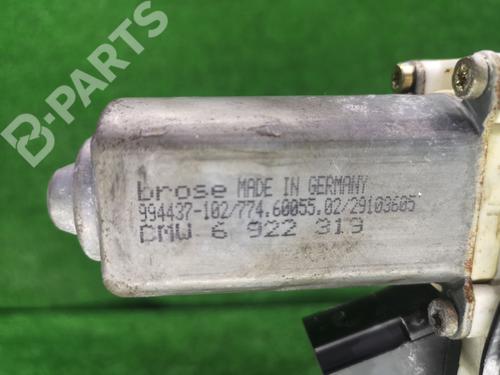 B-PARTS
brose MADE IN GERMANY
994437-102/774.60055.02/29103605
BMW 6 922 319